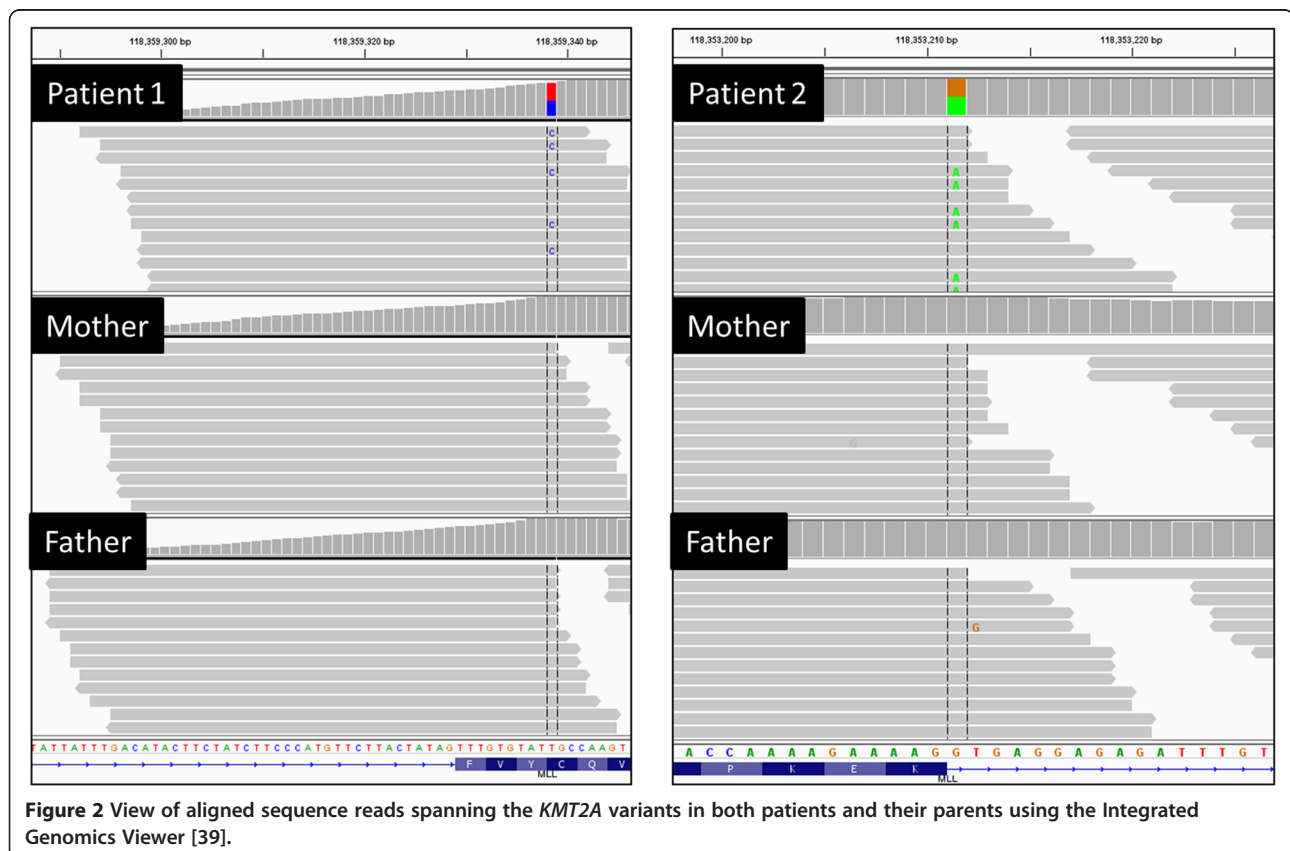 118,359,300 bp 118,359,320 bp 118,359,340 bp
Patient 1
C
C
C
C
C
Mother
Father
TATTATTTGACATACTTCTATCTTCCCATGTTCTTACTATAGTTTGTGTATTGCCAAGT
F V Y C Q V
MLL
118,353,200 bp 118,353,210 bp 118,353,220 bp
Patient 2
A
A
A
A
A
A
Mother
G
Father
G
A C C A A A A G A A A A G G T G A G G A G A G A T T T G T
P K E K
MLL
Figure 2 View of aligned sequence reads spanning the KMT2A variants in both patients and their parents using the Integrated
Genomics Viewer [39].